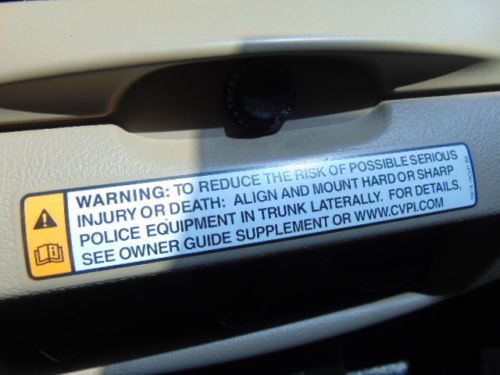 WARNING: TO REDUCE THE RISK OF POSSIBLE SERIOUS
INJURY OR DEATH: ALIGN AND MOUNT HARD OR SHARP
POLICE EQUIPMENT IN TRUNK LATERALLY. FOR DETAILS,
SEE OWNER GUIDE SUPPLEMENT OR WWW.CVPI.COM